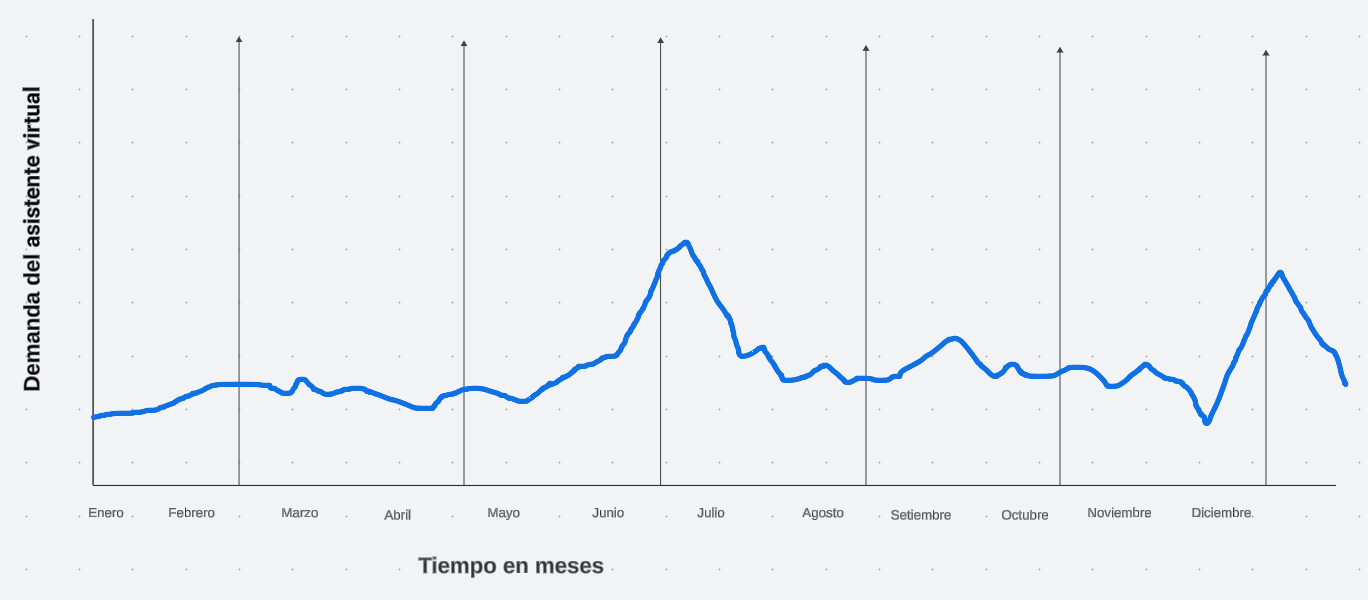 Demanda del asistente virtual
Enero Febrero Marzo Abril Mayo Junio Julio Agosto Setiembre Octubre Noviembre Diciembre
Tiempo en meses